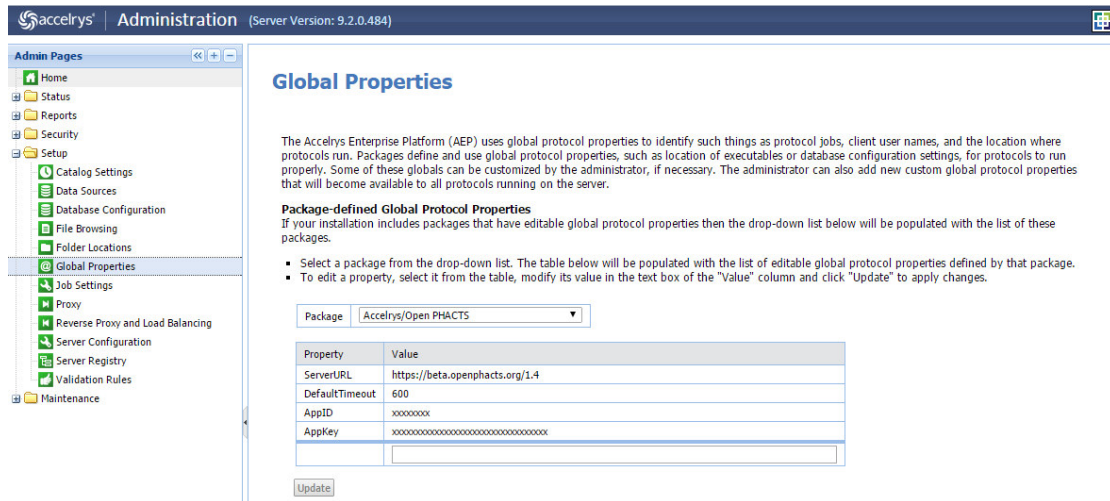 accelrys® Administration (Server Version: 9.2.0.484)
Admin Pages
Home
Status
Reports
Security
Setup
Catalog Settings
Data Sources
Database Configuration
File Browsing
Folder Locations
Global Properties
Job Settings
Proxy
Reverse Proxy and Load Balancing
Server Configuration
Server Registry
Validation Rules
Maintenance
Global Properties
The Accelrys Enterprise Platform (AEP) uses global protocol properties to identify such things as protocol jobs, client user names, and the location where
protocols run. Packages define and use global protocol properties, such as location of executables or database configuration settings, for protocols to run
properly. Some of these globals can be customized by the administrator, if necessary. The administrator can also add new custom global protocol properties
that will become available to all protocols running on the server.
Package-defined Global Protocol Properties
If your installation includes packages that have editable global protocol properties then the drop-down list below will be populated with the list of these
packages.
▪ Select a package from the drop-down list. The table below will be populated with the list of editable global protocol properties defined by that package.
▪ To edit a property, select it from the table, modify its value in the text box of the "Value" column and click "Update" to apply changes.
Package Accelrys/Open PHACTS
Property Value
ServerURL https://beta.openphacts.org/1.4
DefaultTimeout 600
AppID xxxxxxxx
AppKey xxxxxxxxxxxxxxxxxxxxxxxxxxxxxxxx
Update